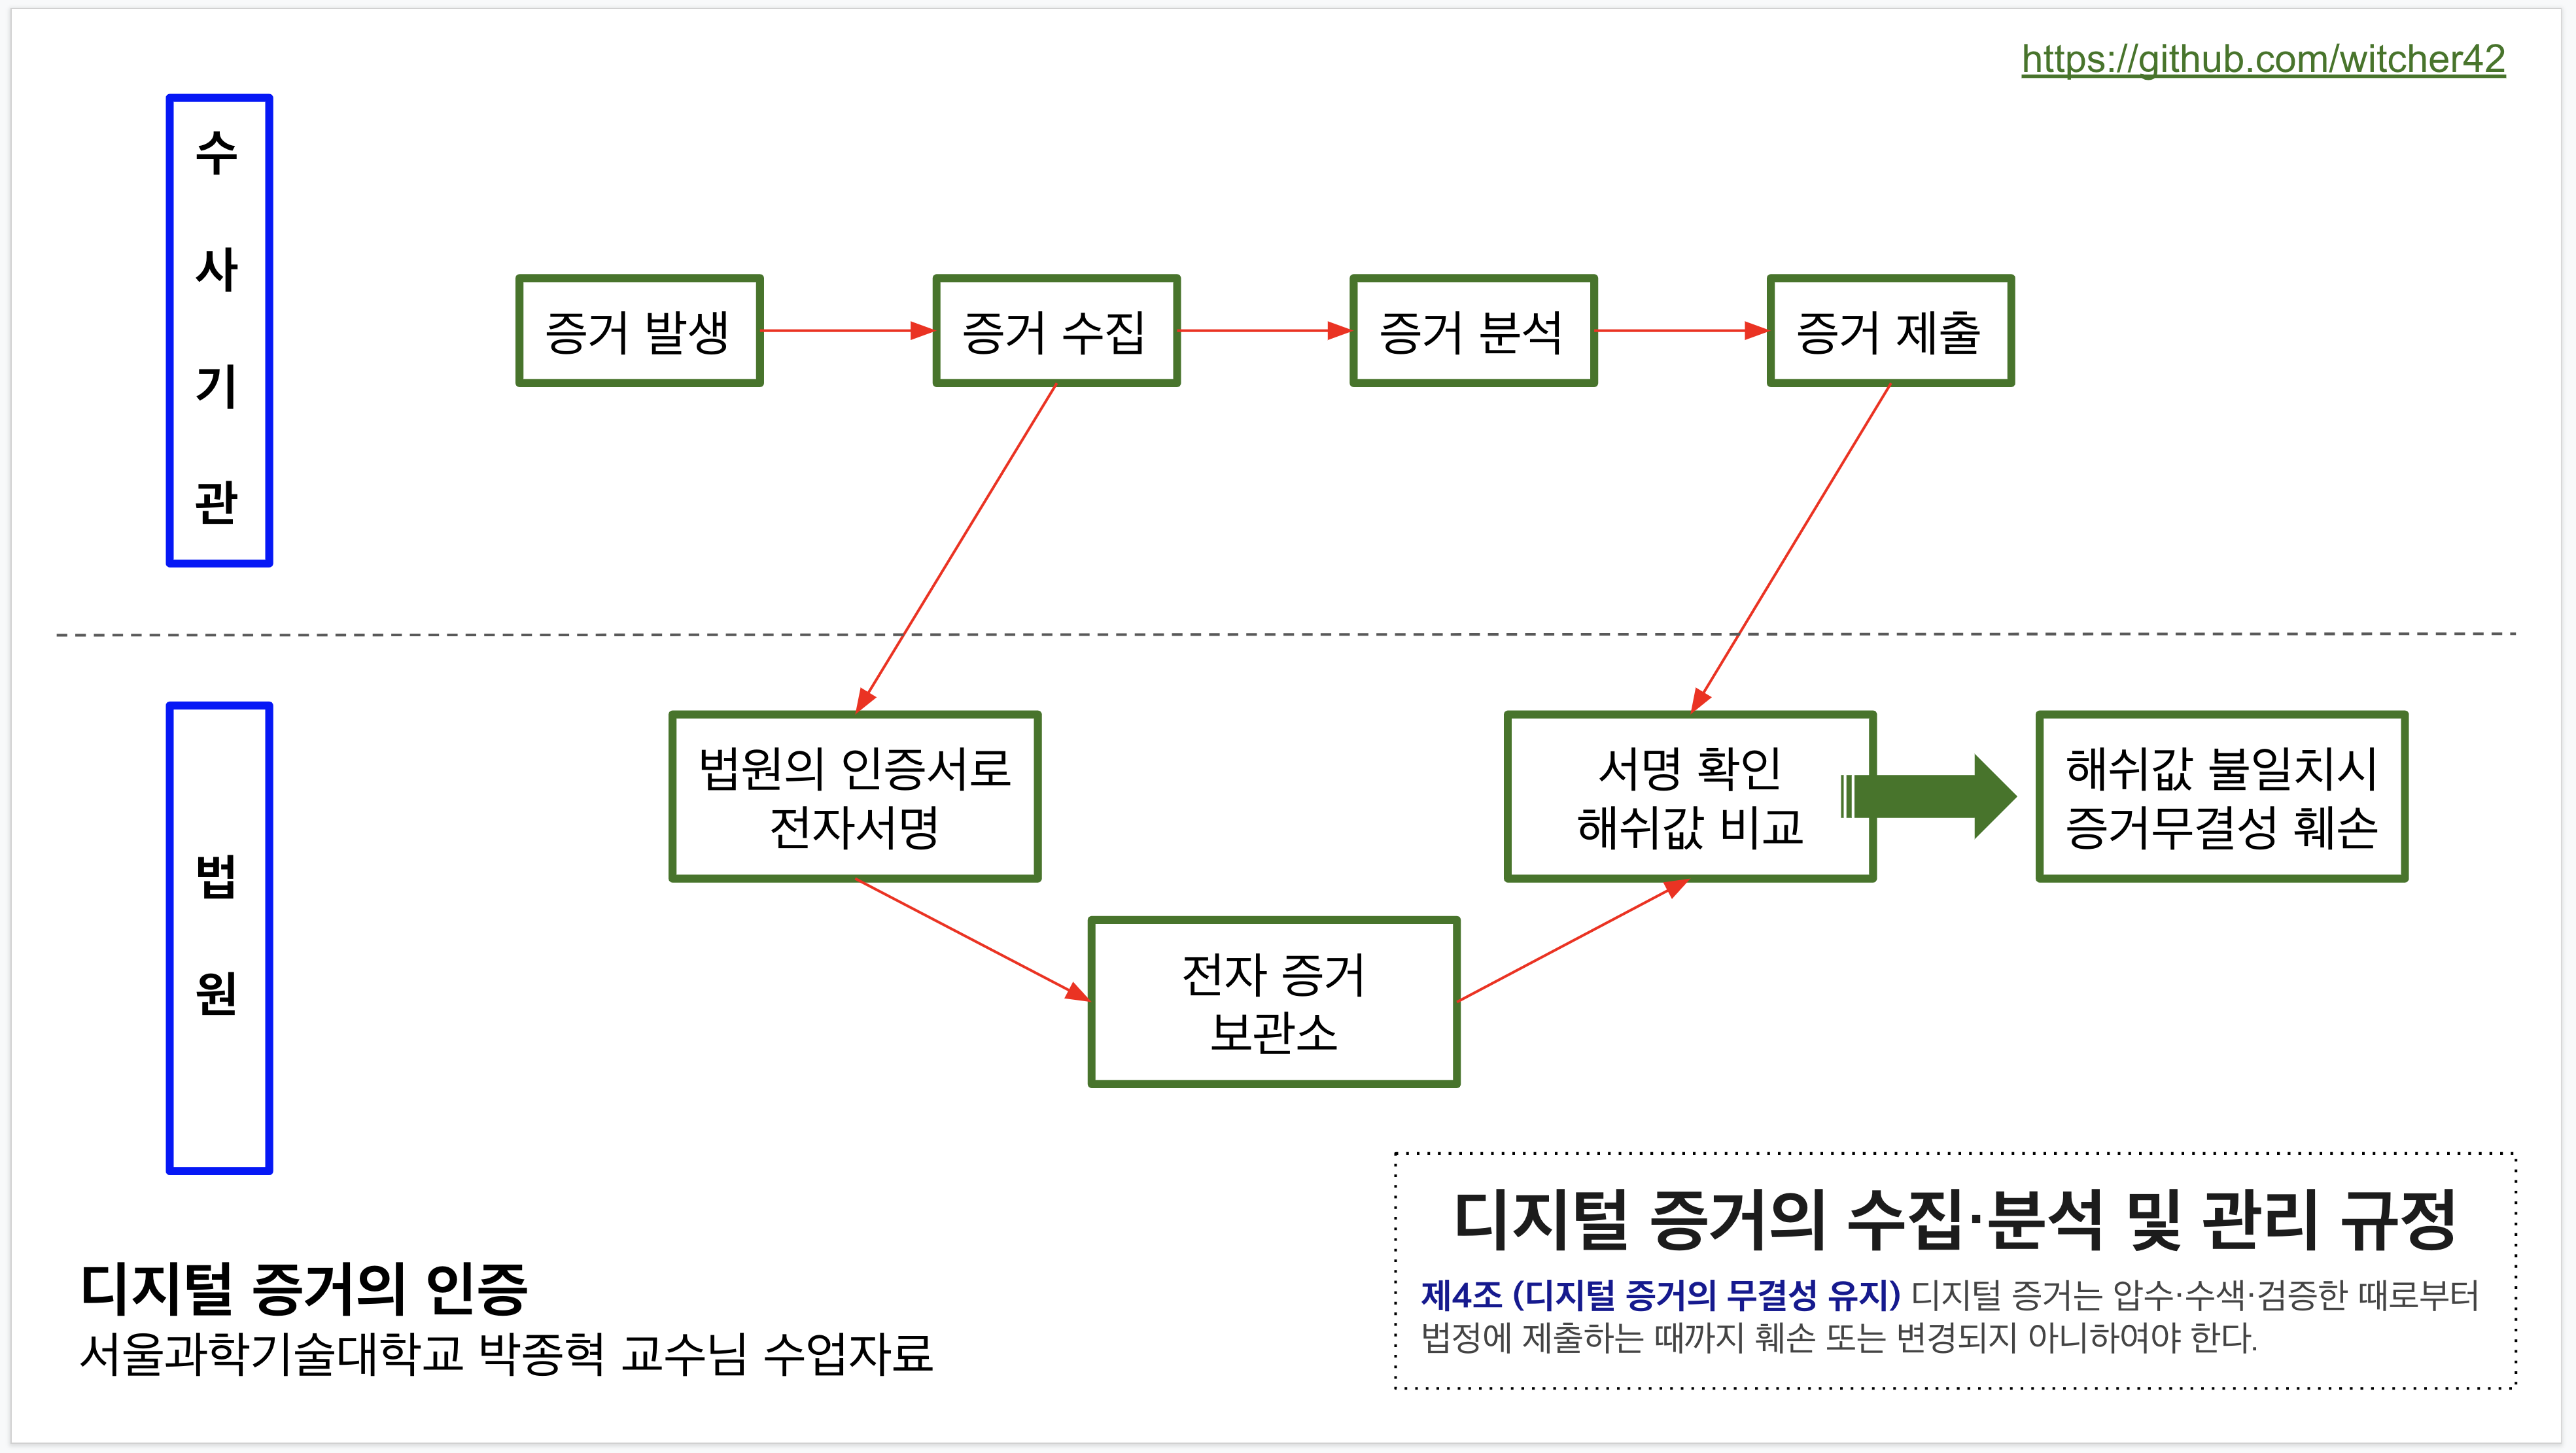 https://github.com/witcher42
수
사
기
관
증거 발생
증거 수집
증거 분석
증거 제출
법
원
법원의 인증서로
전자서명
서명 확인
해쉬값 비교
해쉬값 불일치시
증거무결성 훼손
전자 증거
보관소
디지털 증거의 인증
서울과학기술대학교 박종혁 교수님 수업자료
디지털 증거의 수집·분석 및 관리 규정
제4조 (디지털 증거의 무결성 유지) 디지털 증거는 압수·수색·검증한 때로부터
법정에 제출하는 때까지 훼손 또는 변경되지 아니하여야 한다.